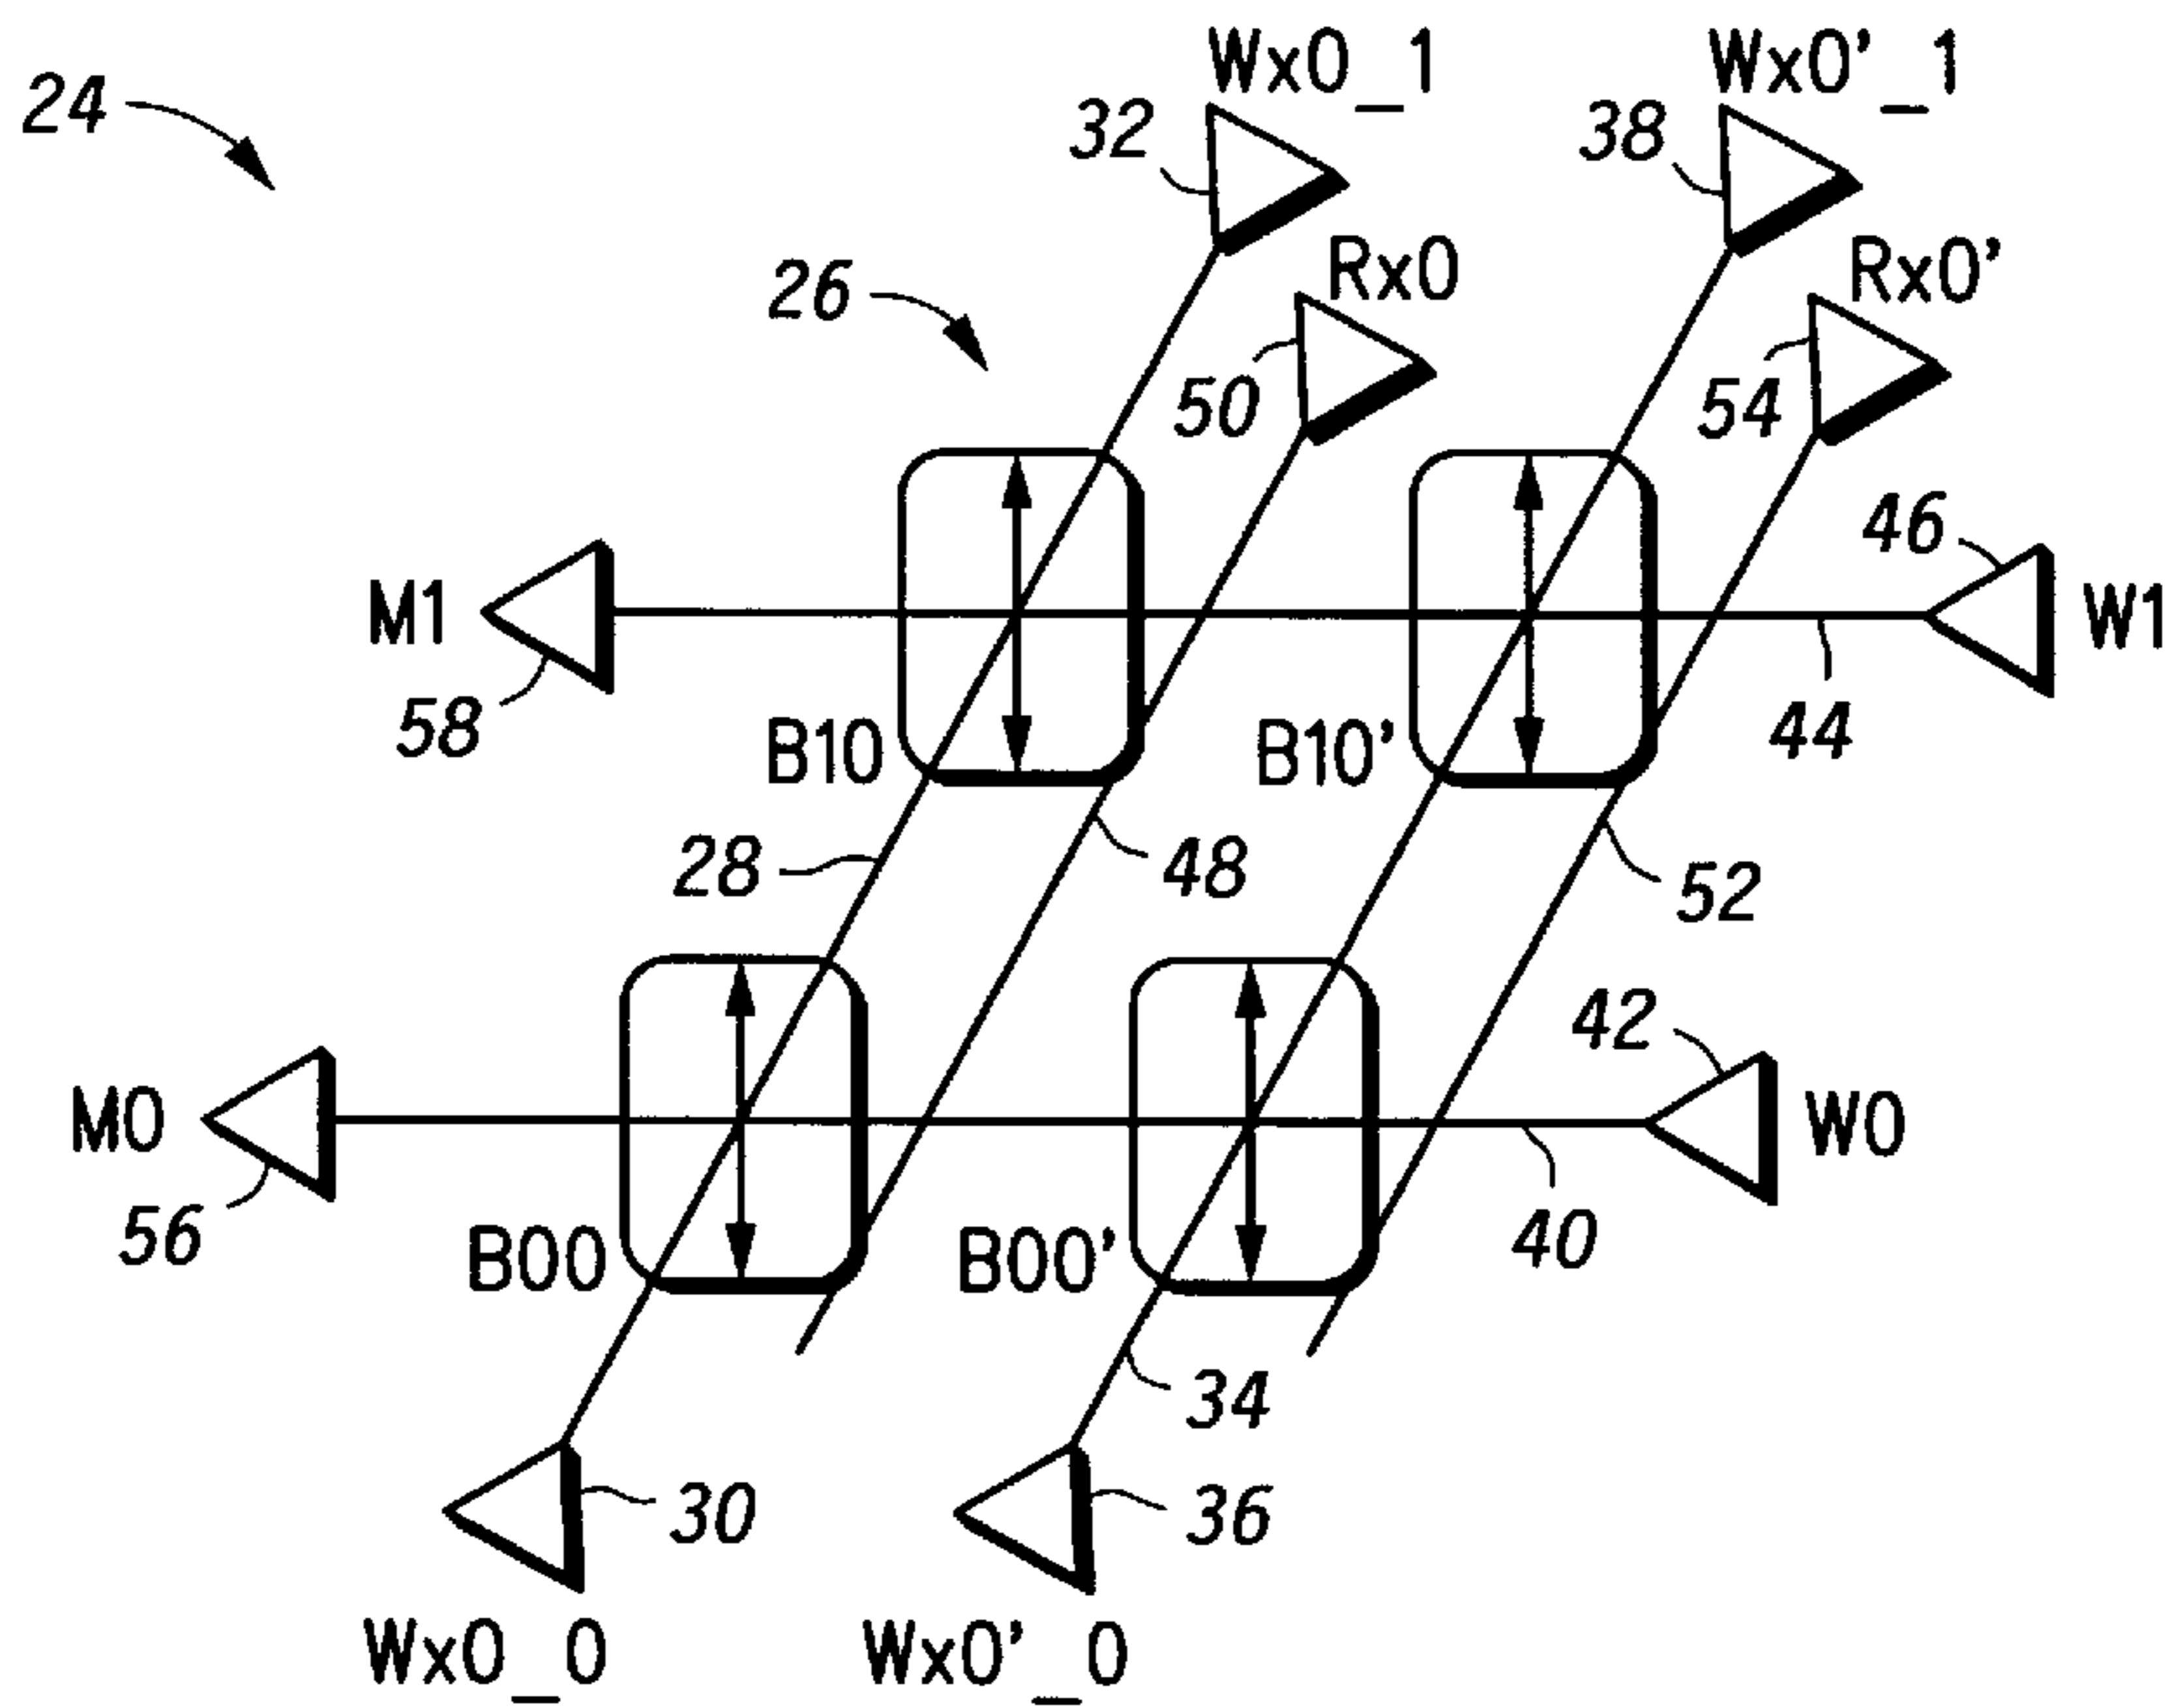 Wx0_1 Wx0'_1
24 32 38
26 Rx0 Rx0'
50 54
46
M1 W1
58 B10 B10' 44
28 48 52
42
M0 W0
56 B00 B00' 40
34
30 36
Wx0_0 Wx0'_0